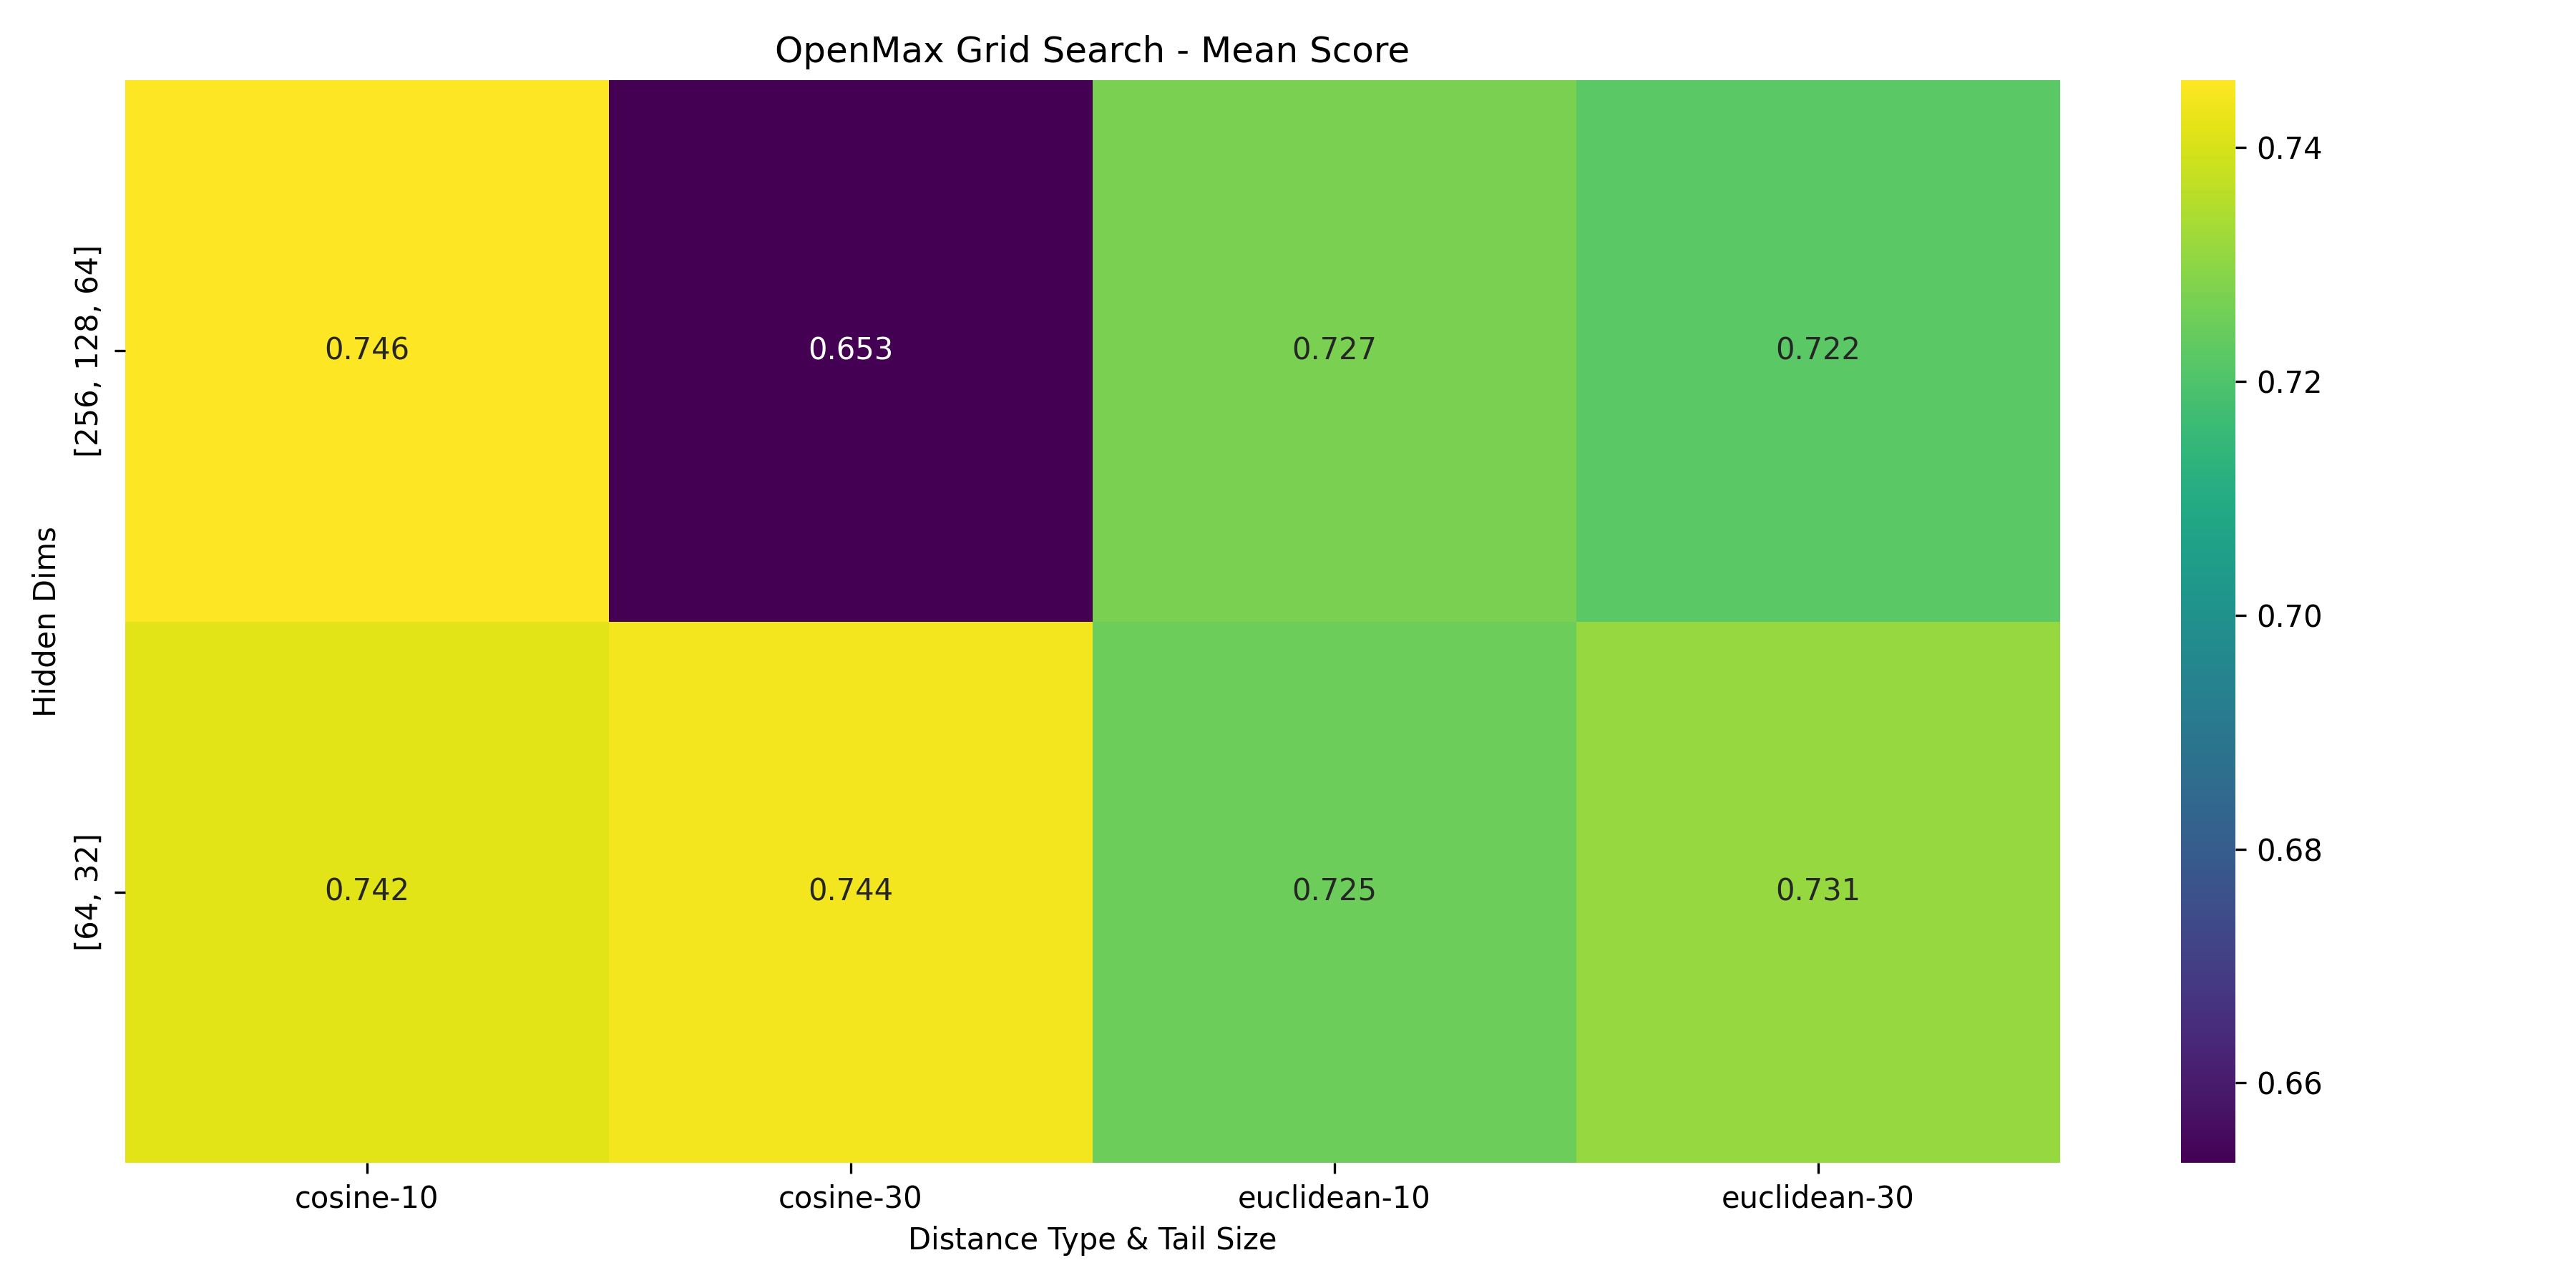 OpenMax Grid Search - Mean Score
Hidden Dims
[256, 128, 64]
0.746 0.653 0.727 0.722
[64, 32]
0.742 0.744 0.725 0.731
cosine-10 cosine-30 euclidean-10 euclidean-30
Distance Type & Tail Size
0.74
0.72
0.70
0.68
0.66